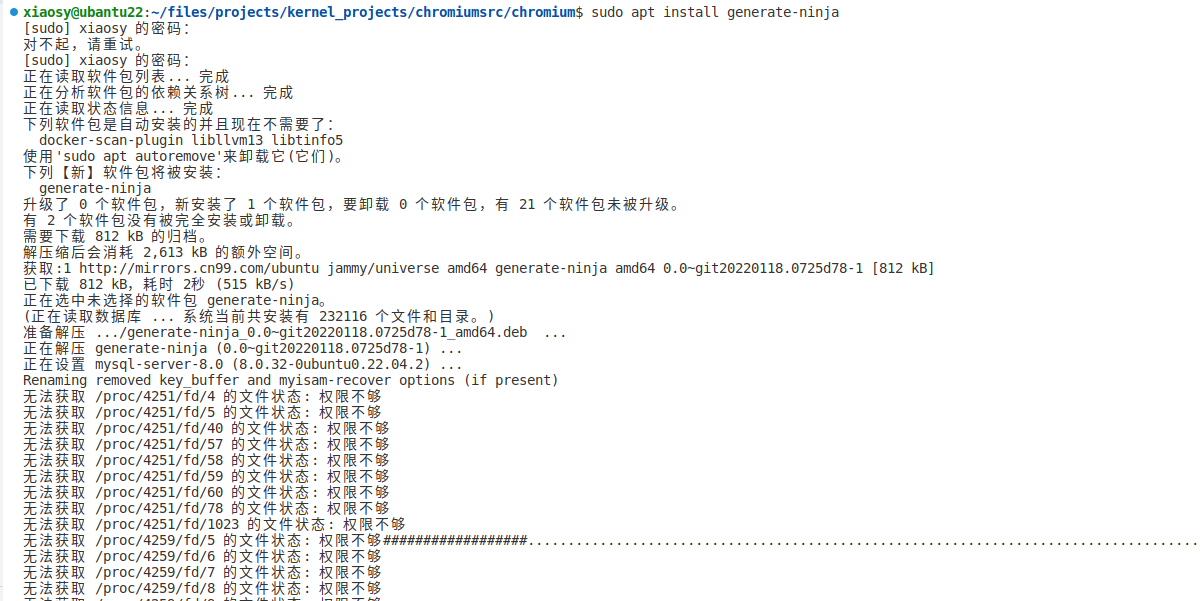 xiaosy@ubantu22:~/files/projects/kernel_projects/chromiumsrc/chromium$ sudo apt install generate-ninja
[sudo] xiaosy 的密码：
对不起，请重试。
[sudo] xiaosy 的密码：
正在读取软件包列表... 完成
正在分析软件包的依赖关系树... 完成
正在读取状态信息... 完成
下列软件包是自动安装的并且现在不需要了：
  docker-scan-plugin libllvm13 libtinfo5
使用'sudo apt autoremove'来卸载它(它们)。
下列【新】软件包将被安装：
  generate-ninja
升级了 0 个软件包，新安装了 1 个软件包，要卸载 0 个软件包，有 21 个软件包未被升级。
有 2 个软件包没有被完全安装或卸载。
需要下载 812 kB 的归档。
解压缩后会消耗 2,613 kB 的额外空间。
获取:1 http://mirrors.cn99.com/ubuntu jammy/universe amd64 generate-ninja amd64 0.0~git20220118.0725d78-1 [812 kB]
已下载 812 kB，耗时 2秒 (515 kB/s)
正在选中未选择的软件包 generate-ninja。
(正在读取数据库 ... 系统当前共安装有 232116 个文件和目录。)
准备解压 .../generate-ninja_0.0~git20220118.0725d78-1_amd64.deb  ...
正在解压 generate-ninja (0.0~git20220118.0725d78-1) ...
正在设置 mysql-server-8.0 (8.0.32-0ubuntu0.22.04.2) ...
Renaming removed key_buffer and myisam-recover options (if present)
无法获取 /proc/4251/fd/4 的文件状态: 权限不够
无法获取 /proc/4251/fd/5 的文件状态: 权限不够
无法获取 /proc/4251/fd/40 的文件状态: 权限不够
无法获取 /proc/4251/fd/57 的文件状态: 权限不够
无法获取 /proc/4251/fd/58 的文件状态: 权限不够
无法获取 /proc/4251/fd/59 的文件状态: 权限不够
无法获取 /proc/4251/fd/60 的文件状态: 权限不够
无法获取 /proc/4251/fd/78 的文件状态: 权限不够
无法获取 /proc/4251/fd/1023 的文件状态: 权限不够
无法获取 /proc/4259/fd/5 的文件状态: 权限不够##################....................................................................................
无法获取 /proc/4259/fd/6 的文件状态: 权限不够
无法获取 /proc/4259/fd/7 的文件状态: 权限不够
无法获取 /proc/4259/fd/8 的文件状态: 权限不够